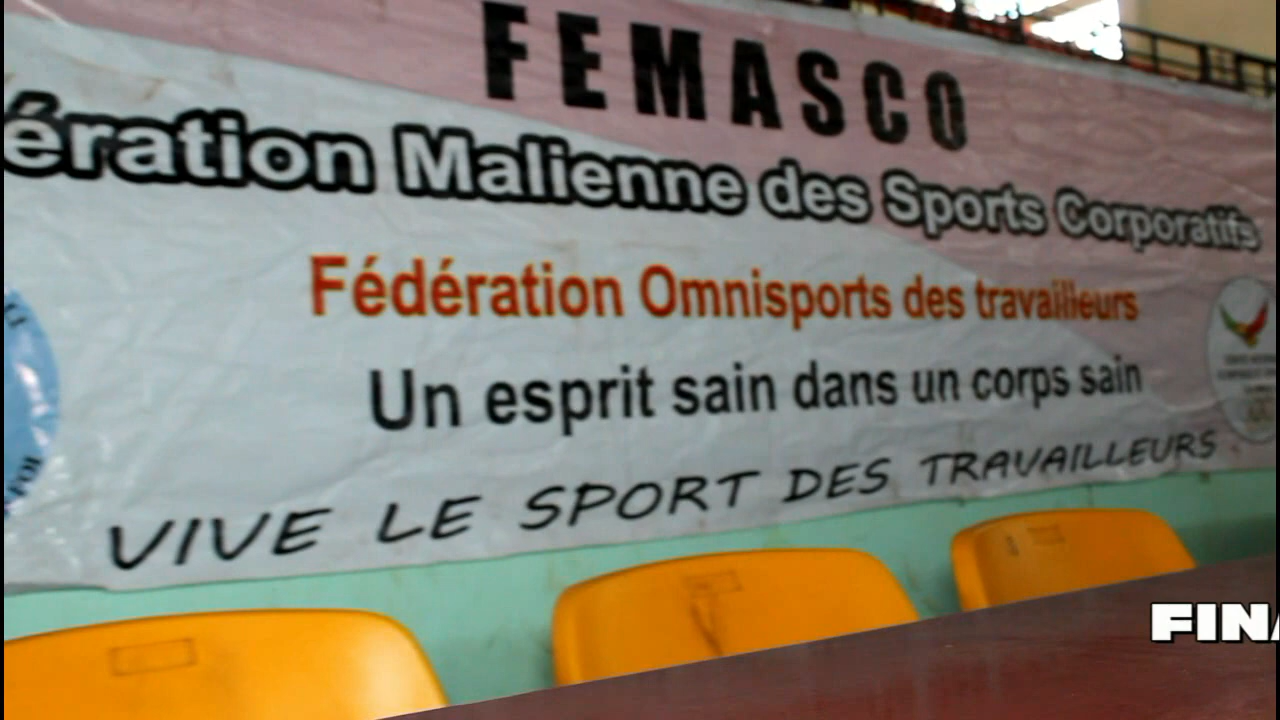 FEMASCO
ération Malienne des Sports Corporatifs
Fédération Omnisports des travailleurs
Un esprit sain dans un corps sain
VIVE LE SPORT DES TRAVAILLEURS
FINA